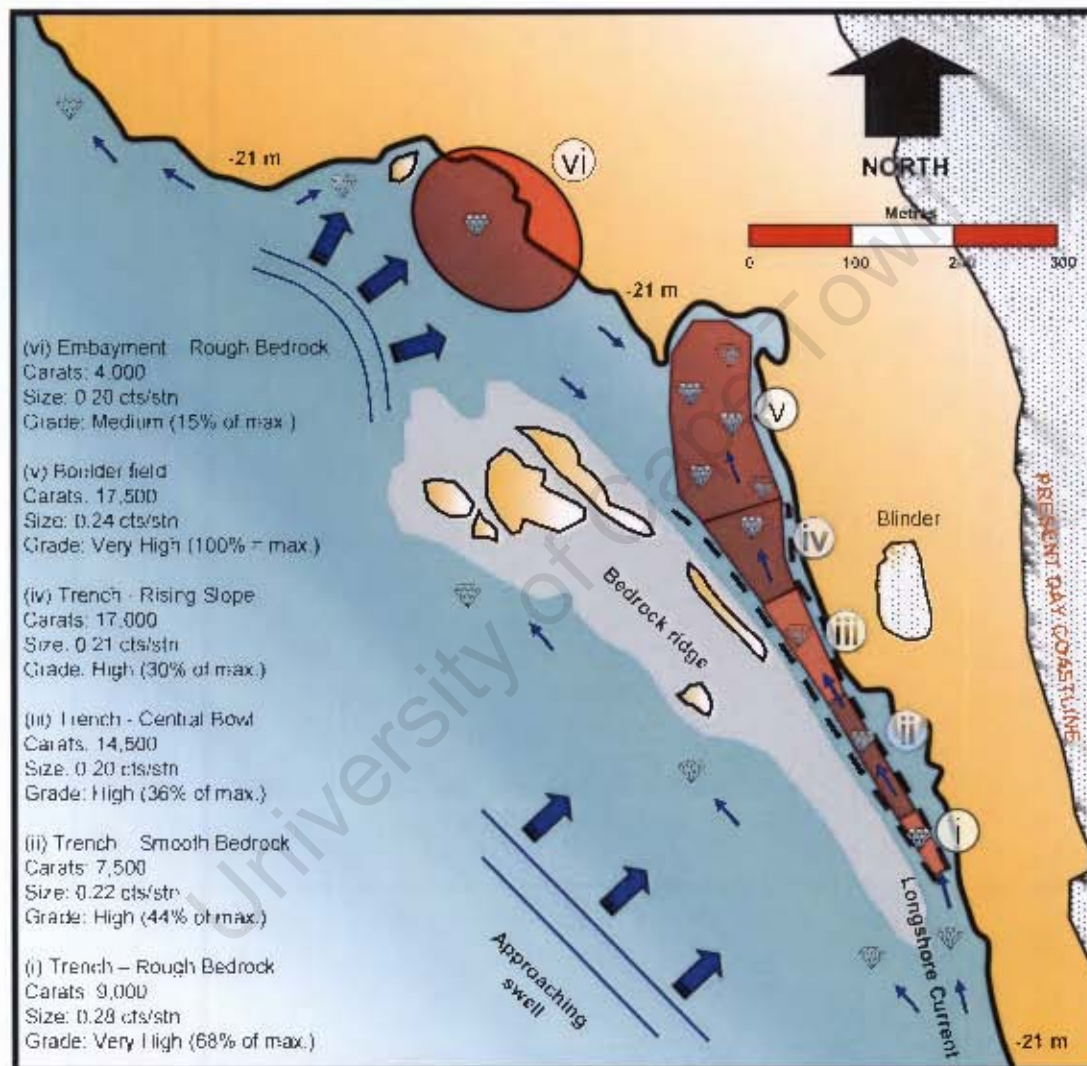 -21 m
vi
NORTH
Metres
0 100 200 300
-21 m
(vi) Embayment – Rough Bedrock
Carats: 4,000
Size: 0.20 cts/stn
Grade: Medium (15% of max.)
v
(v) Boulder field
Carats: 17,500
Size: 0.24 cts/stn
Grade: Very High (100% = max.)
iv
Blinder
PRESENT DAY COASTLINE
Bedrock ridge
(iv) Trench - Rising Slope
Carats: 17,000
Size: 0.21 cts/stn
Grade: High (30% of max.)
iii
(iii) Trench - Central Bowl
Carats: 14,500
Size: 0.20 cts/stn
Grade: High (36% of max.)
ii
(ii) Trench – Smooth Bedrock
Carats: 7,500
Size: 0.22 cts/stn
Grade: High (44% of max.)
i
(i) Trench – Rough Bedrock
Carats: 9,000
Size: 0.28 cts/stn
Grade: Very High (68% of max.)
Approaching
swell
Longshore Current
-21 m
University of Cape Town